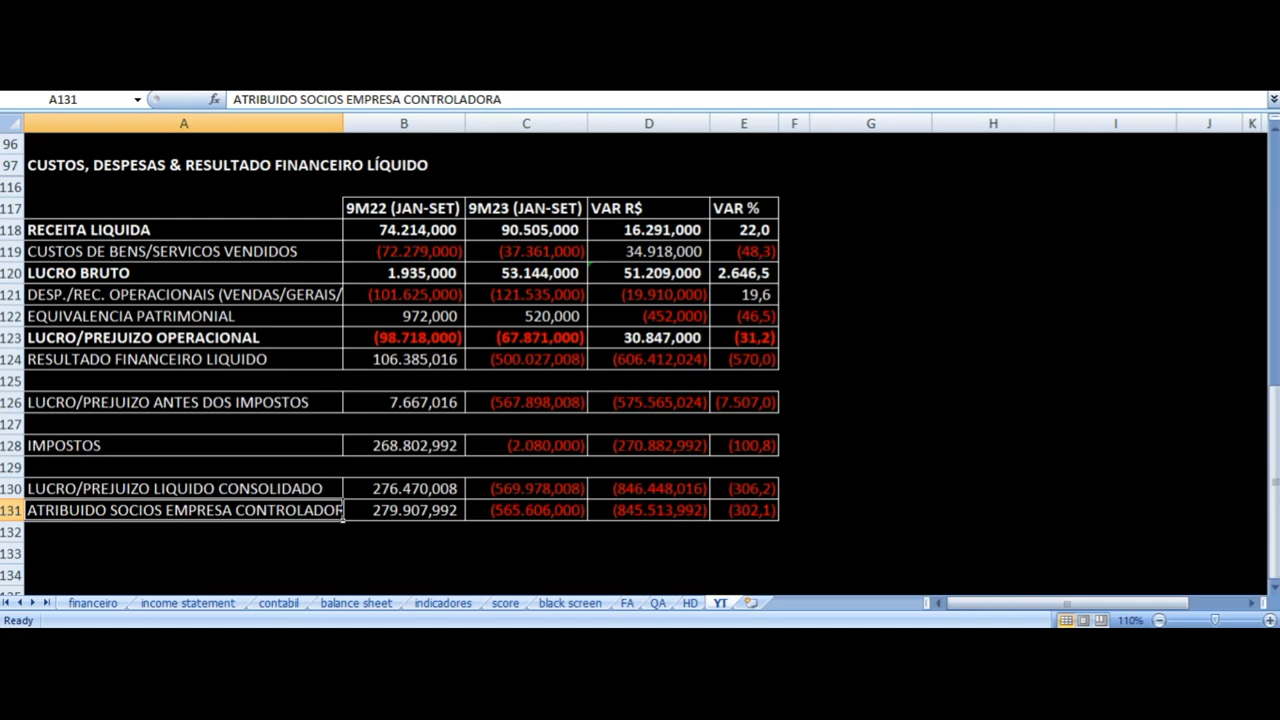 A131 fx ATRIBUIDO SOCIOS EMPRESA CONTROLADORA
A B C D E F G H I J K
96
97 CUSTOS, DESPESAS & RESULTADO FINANCEIRO LÍQUIDO
116
117 9M22 (JAN-SET) 9M23 (JAN-SET) VAR R$ VAR %
118 RECEITA LIQUIDA 74.214,000 90.505,000 16.291,000 22,0
119 CUSTOS DE BENS/SERVICOS VENDIDOS (72.279,000) (37.361,000) 34.918,000 (48,3)
120 LUCRO BRUTO 1.935,000 53.144,000 51.209,000 2.646,5
121 DESP./REC. OPERACIONAIS (VENDAS/GERAIS/ (101.625,000) (121.535,000) (19.910,000) 19,6
122 EQUIVALENCIA PATRIMONIAL 972,000 520,000 (452,000) (46,5)
123 LUCRO/PREJUIZO OPERACIONAL (98.718,000) (67.871,000) 30.847,000 (31,2)
124 RESULTADO FINANCEIRO LIQUIDO 106.385,016 (500.027,008) (606.412,024) (570,0)
125
126 LUCRO/PREJUIZO ANTES DOS IMPOSTOS 7.667,016 (567.898,008) (575.565,024) (7.507,0)
127
128 IMPOSTOS 268.802,992 (2.080,000) (270.882,992) (100,8)
129
130 LUCRO/PREJUIZO LIQUIDO CONSOLIDADO 276.470,008 (569.978,008) (846.448,016) (306,2)
131 ATRIBUIDO SOCIOS EMPRESA CONTROLADOR 279.907,992 (565.606,000) (845.513,992) (302,1)
132
133
134
financeiro income statement contabil balance sheet indicadores score black screen FA QA HD YT
Ready 110%